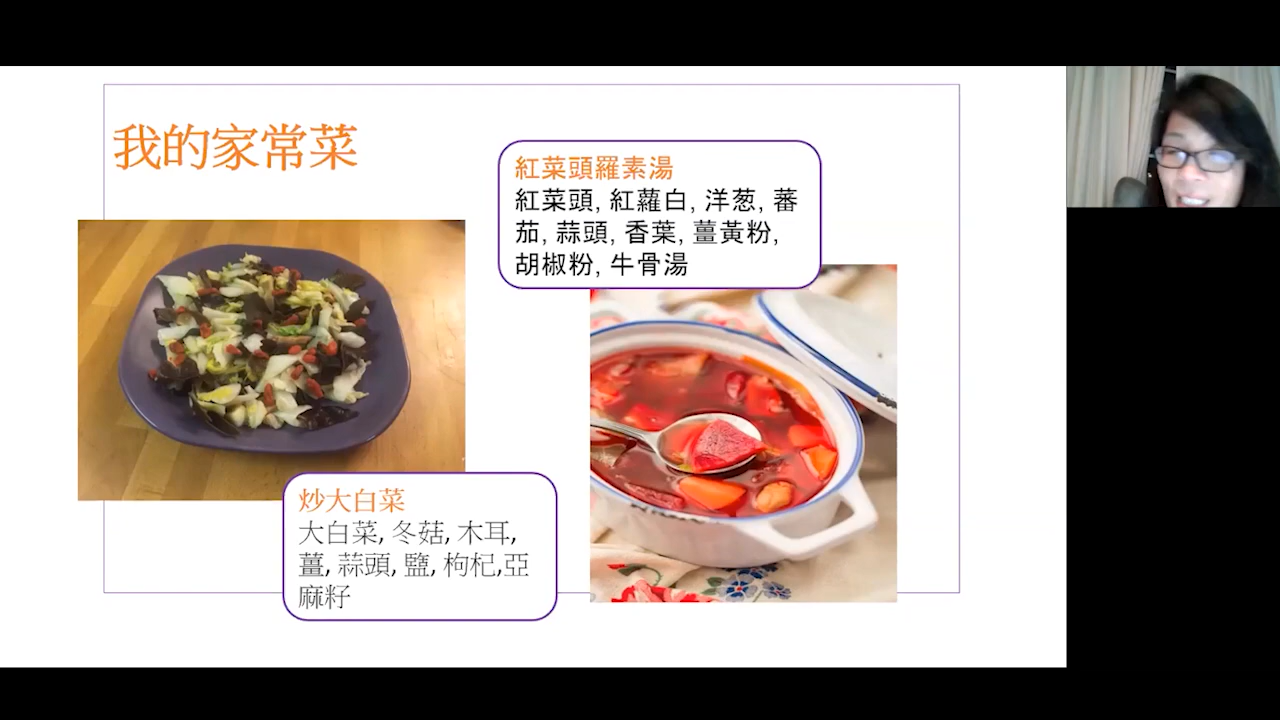 我的家常菜
紅菜頭羅素湯
紅菜頭, 紅蘿白, 洋葱, 蕃
茄, 蒜頭, 香葉, 薑黃粉,
胡椒粉, 牛骨湯
炒大白菜
大白菜, 冬菇, 木耳,
薑, 蒜頭, 鹽, 枸杞,亞
麻籽